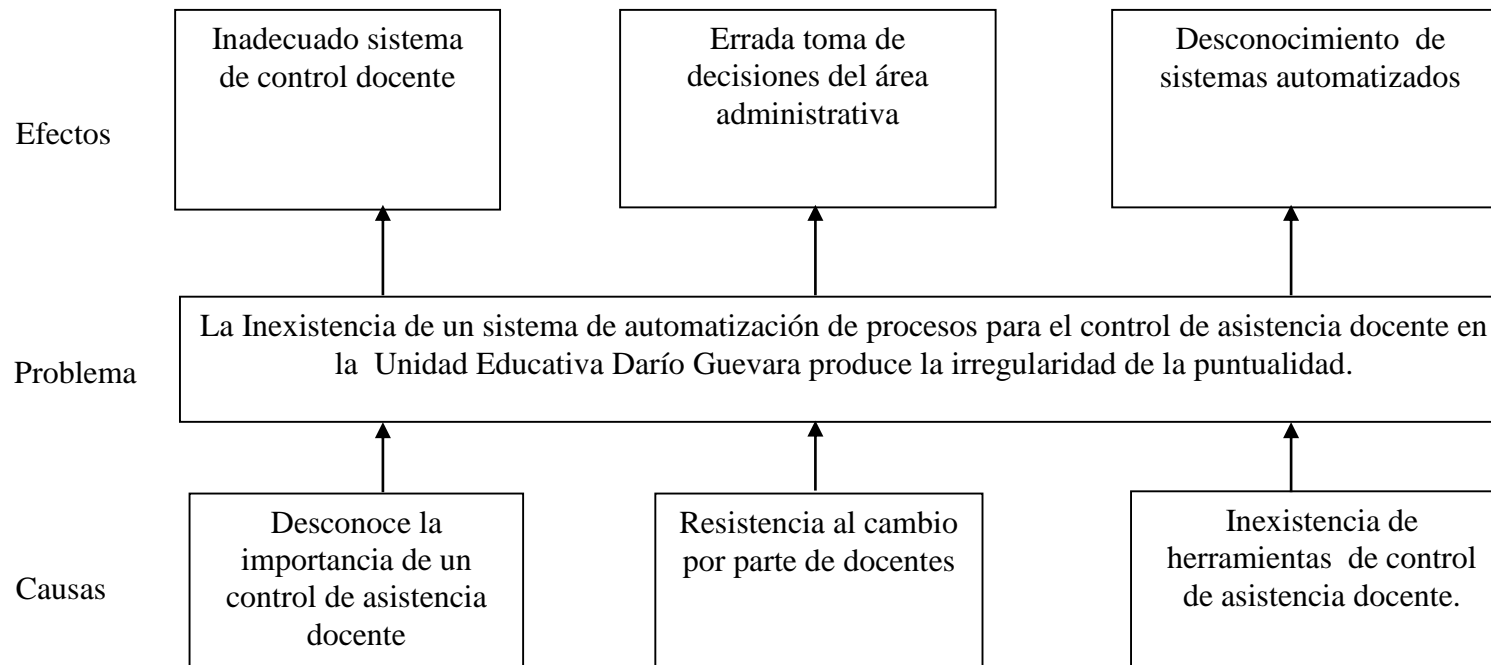 Efectos
Inadecuado sistema
de control docente
Errada toma de
decisiones del área
administrativa
Desconocimiento de
sistemas automatizados
Problema
La Inexistencia de un sistema de automatización de procesos para el control de asistencia docente en
la Unidad Educativa Darío Guevara produce la irregularidad de la puntualidad.
Causas
Desconoce la
importancia de un
control de asistencia
docente
Resistencia al cambio
por parte de docentes
Inexistencia de
herramientas de control
de asistencia docente.